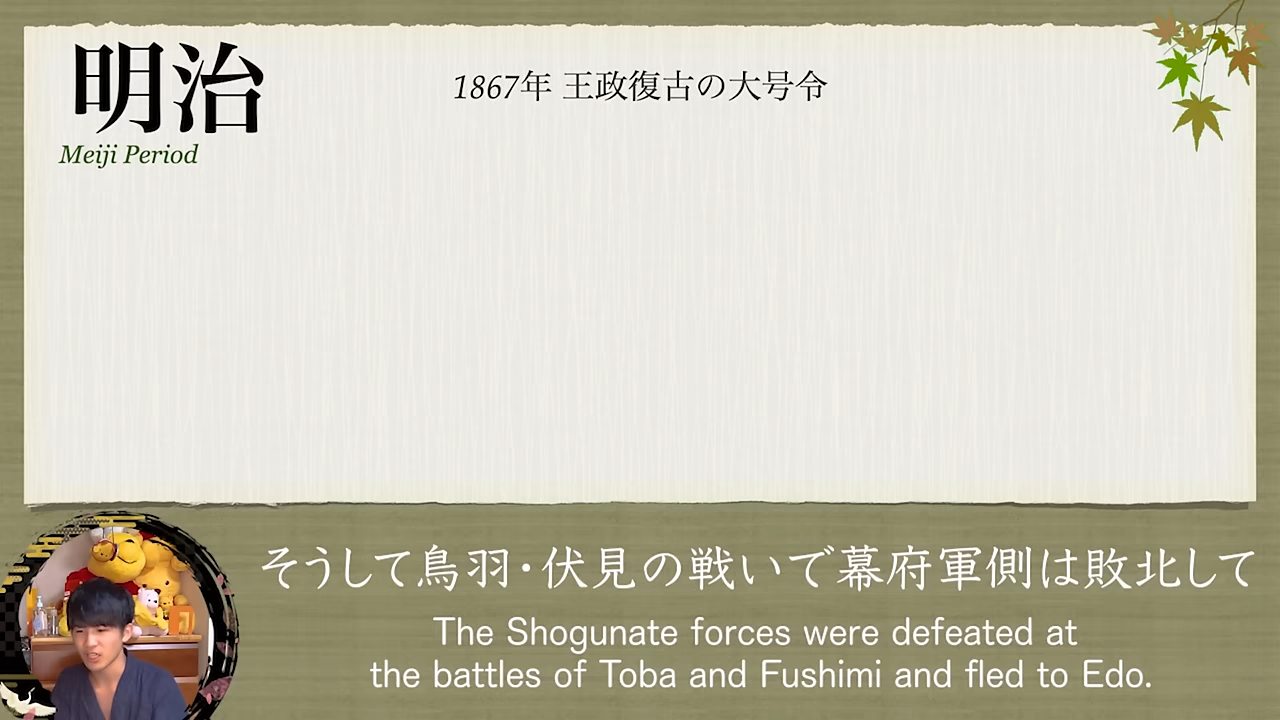 明治
Meiji Period
1867年 王政復古の大号令
そうして鳥羽・伏見の戦いで幕府軍側は敗北して
The Shogunate forces were defeated at
the battles of Toba and Fushimi and fled to Edo.